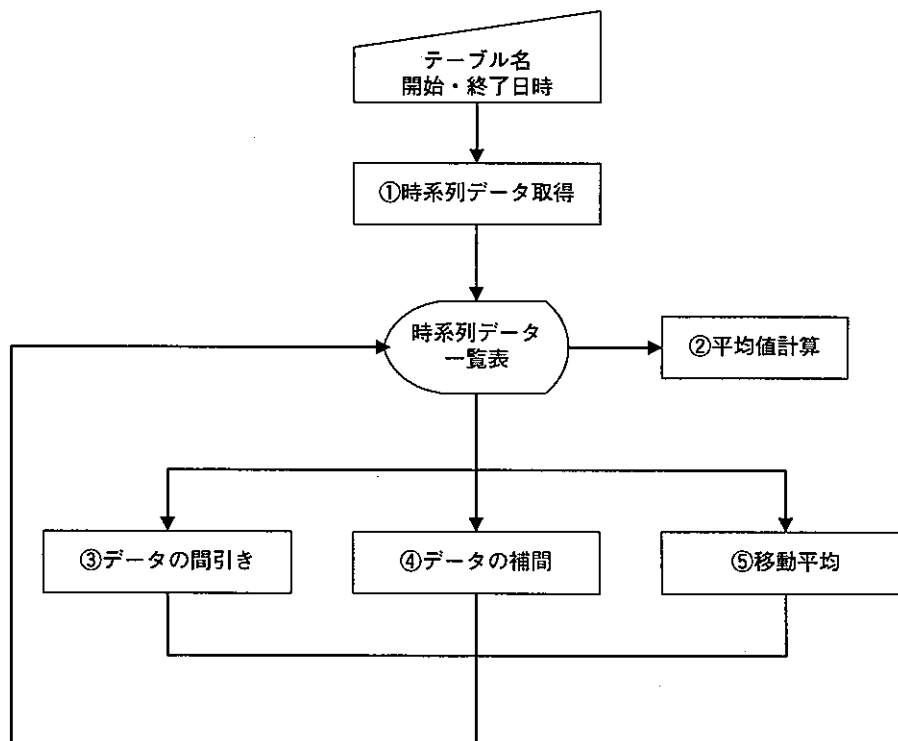 テーブル名
開始・終了日時
①時系列データ取得
時系列データ
一覧表
②平均値計算
③データの間引き
④データの補間
⑤移動平均